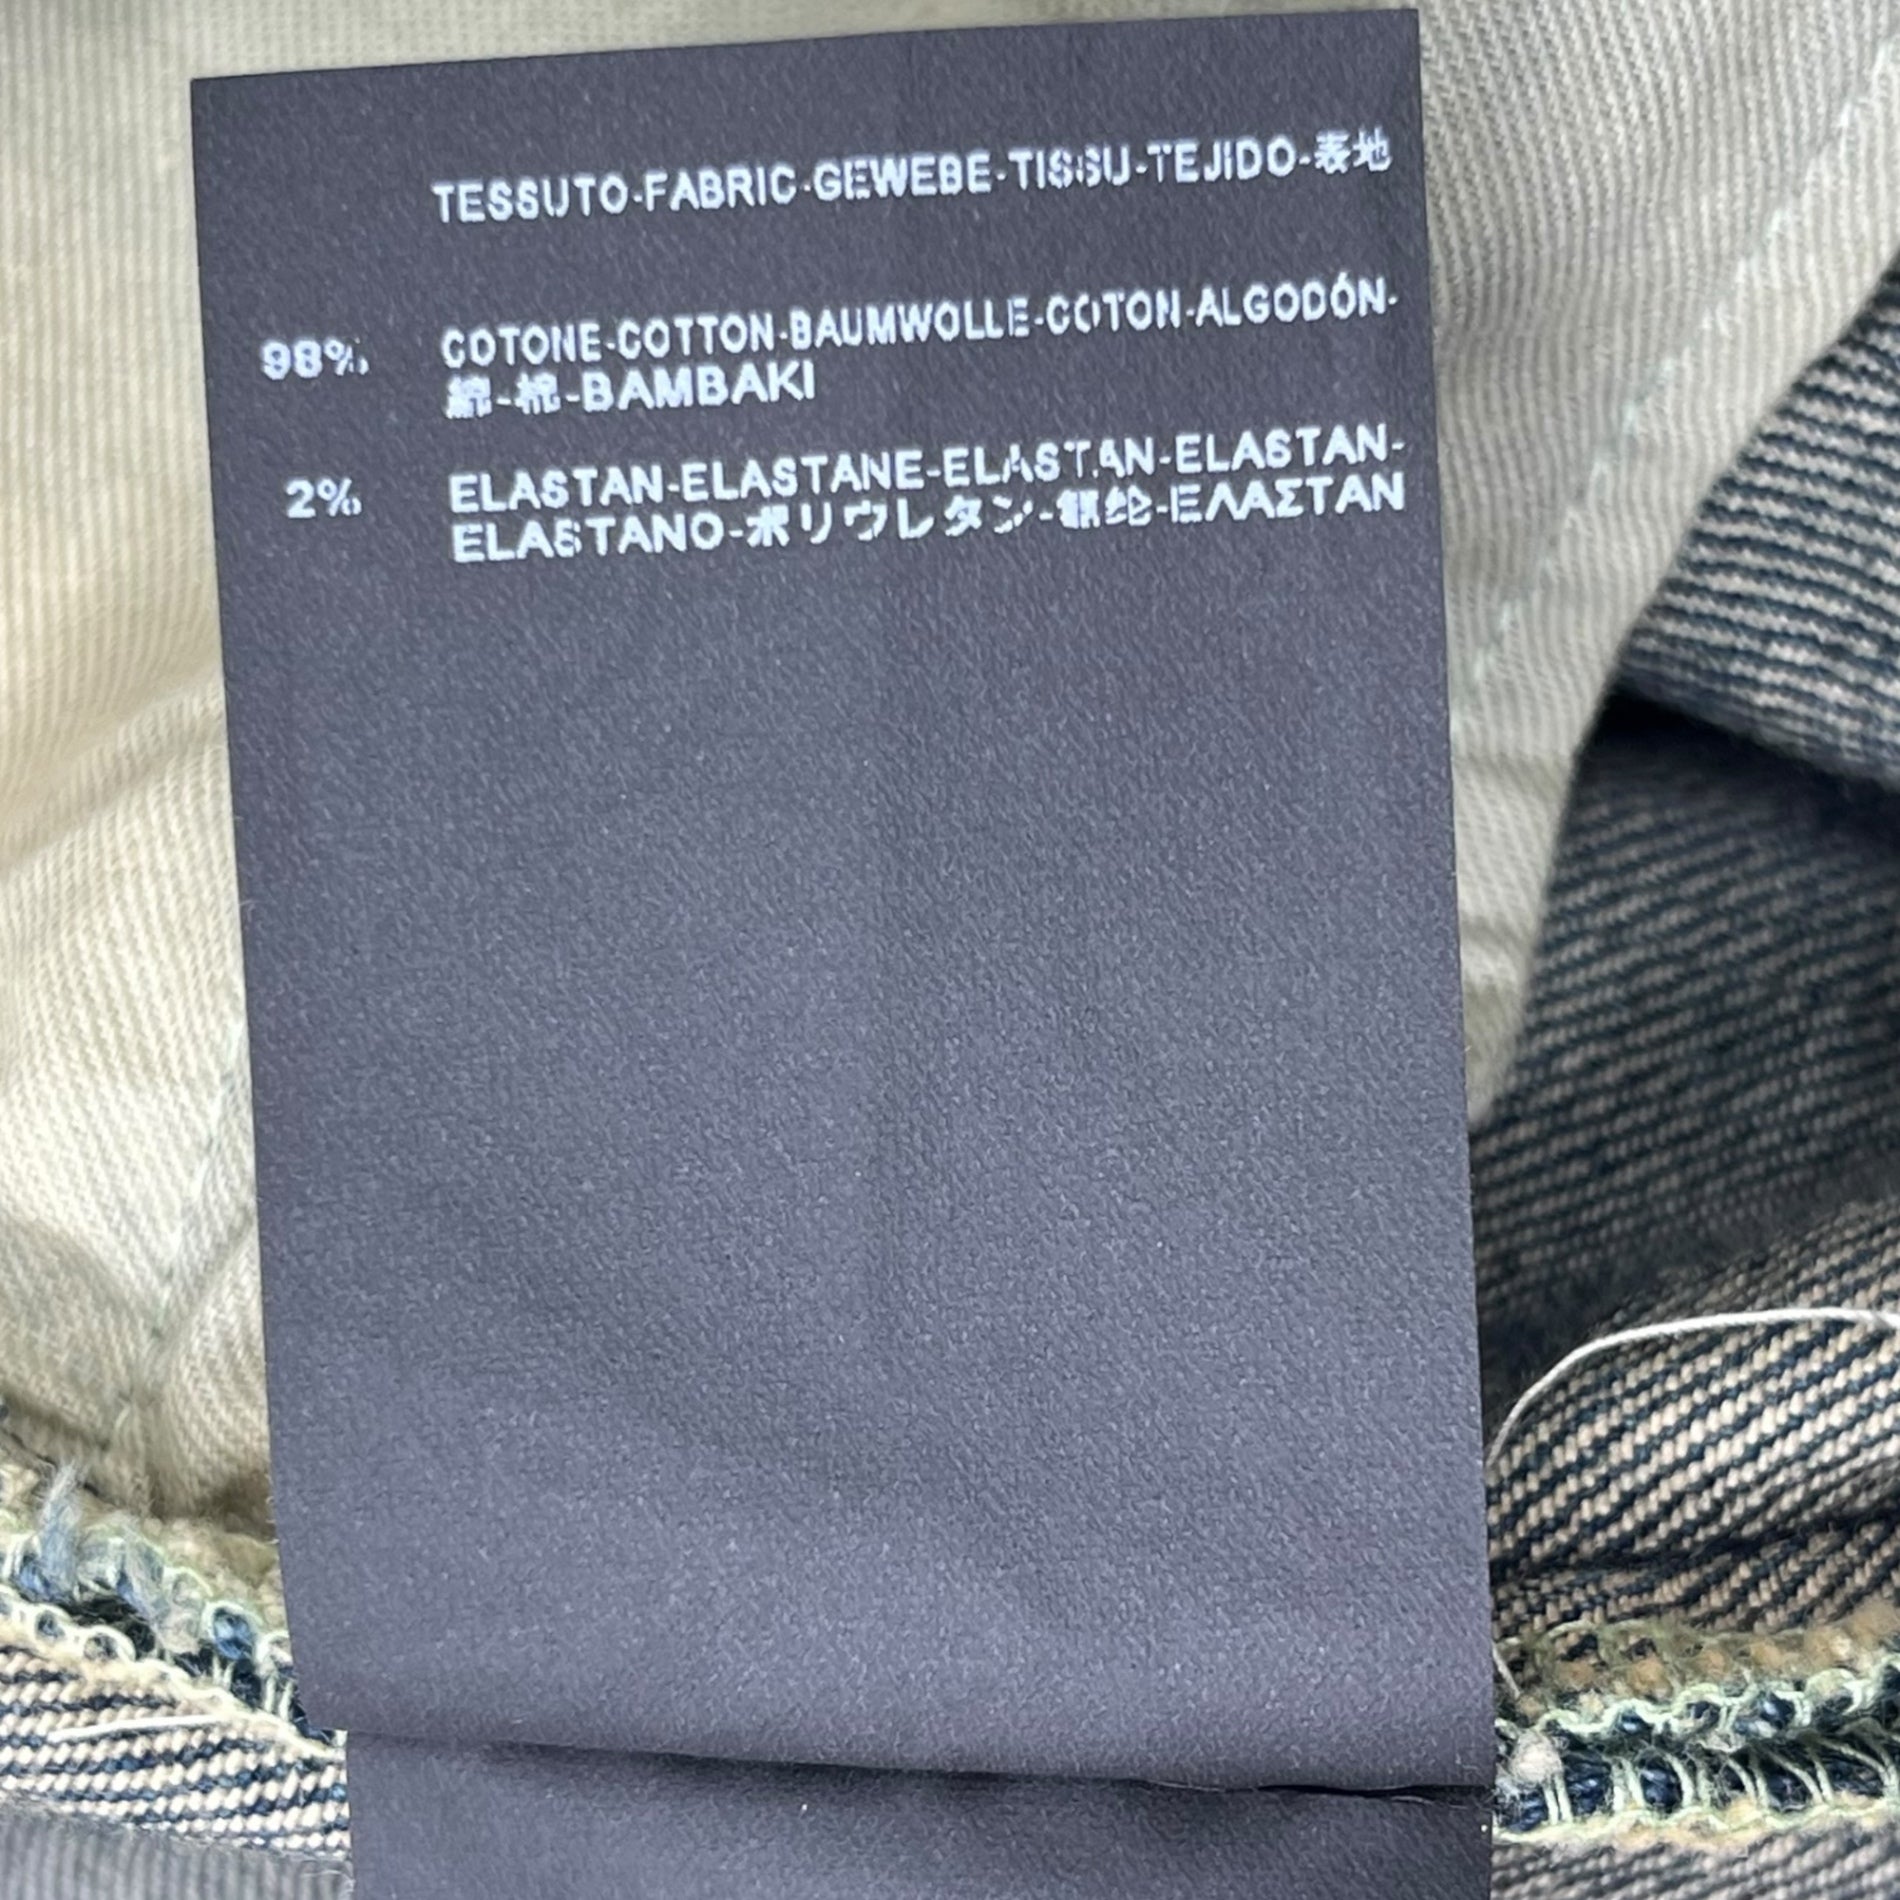 TESSUTO-FABRIC-GEWEBE-TISSU-TEJIDO-表地
98% COTONE-COTTON-BAUMWOLLE-COTON-ALGODÓN-
綿-棉-BAMBAKI
2% ELASTAN-ELASTANE-ELASTAN-ELASTAN-
ELASTANO-ポリウレタン-氨纶-ΕΛΑΣΤΑΝ